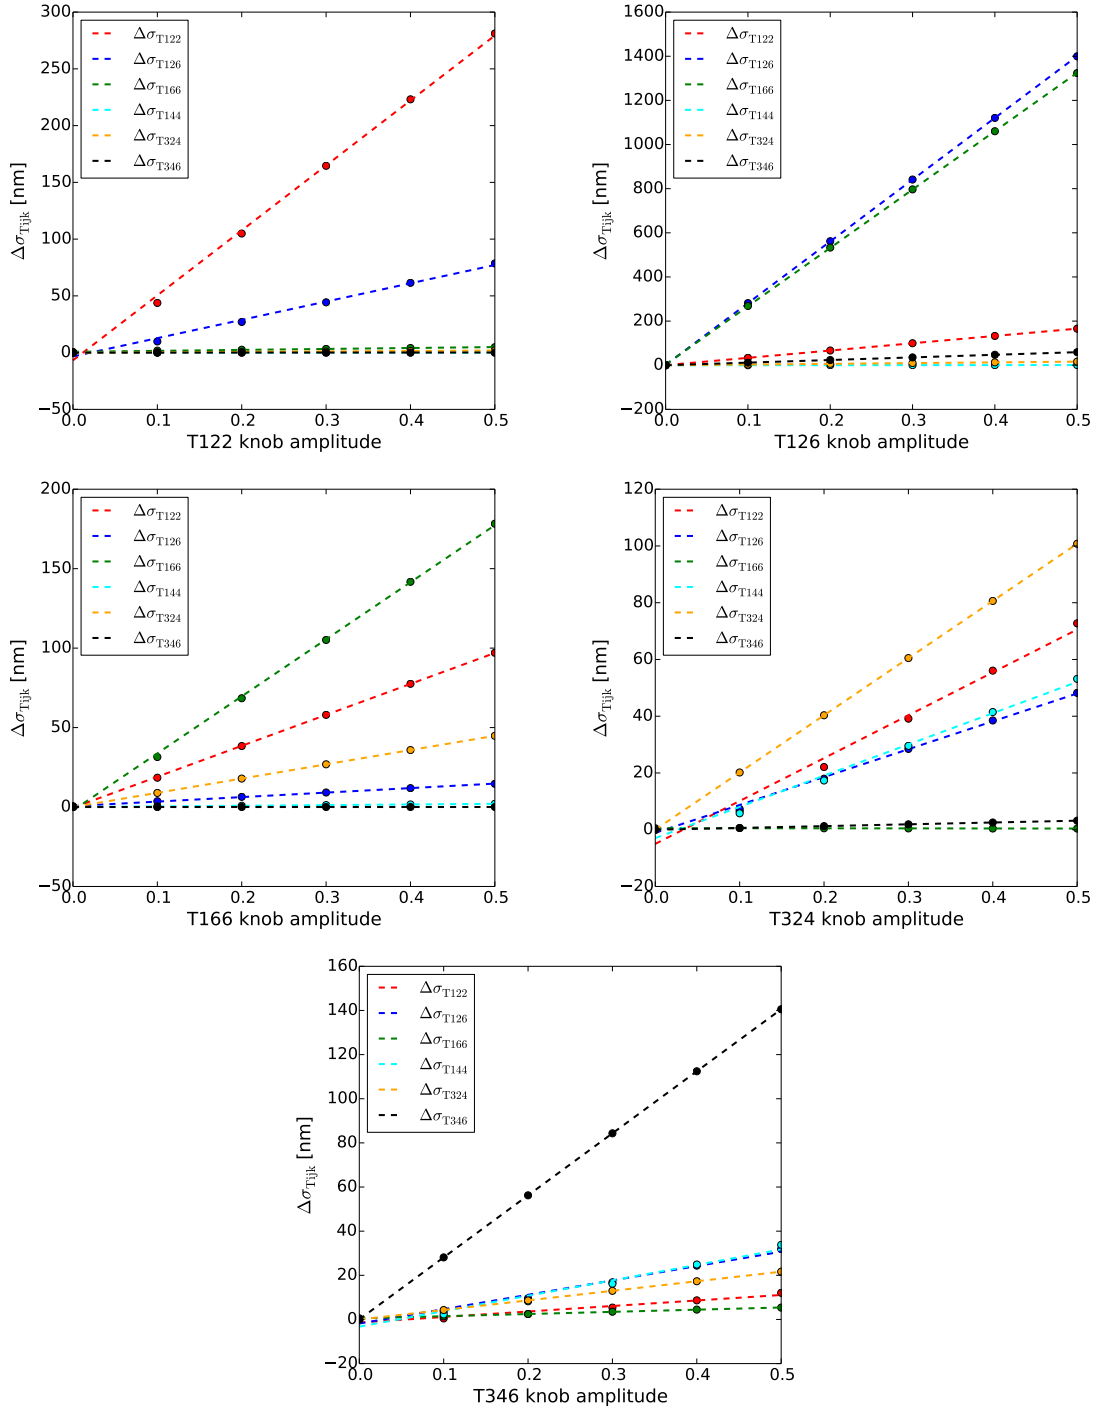 300
250
200
150
100
50
0
−50
Δσ_Tijk [nm]
Δσ_T122
Δσ_T126
Δσ_T166
Δσ_T144
Δσ_T324
Δσ_T346
0.0 0.1 0.2 0.3 0.4 0.5
T122 knob amplitude
1600
1400
1200
1000
800
600
400
200
0
−200
Δσ_Tijk [nm]
Δσ_T122
Δσ_T126
Δσ_T166
Δσ_T144
Δσ_T324
Δσ_T346
0.0 0.1 0.2 0.3 0.4 0.5
T126 knob amplitude
200
150
100
50
0
−50
Δσ_Tijk [nm]
Δσ_T122
Δσ_T126
Δσ_T166
Δσ_T144
Δσ_T324
Δσ_T346
0.0 0.1 0.2 0.3 0.4 0.5
T166 knob amplitude
120
100
80
60
40
20
0
−20
Δσ_Tijk [nm]
Δσ_T122
Δσ_T126
Δσ_T166
Δσ_T144
Δσ_T324
Δσ_T346
0.0 0.1 0.2 0.3 0.4 0.5
T324 knob amplitude
160
140
120
100
80
60
40
20
0
−20
Δσ_Tijk [nm]
Δσ_T122
Δσ_T126
Δσ_T166
Δσ_T144
Δσ_T324
Δσ_T346
0.0 0.1 0.2 0.3 0.4 0.5
T346 knob amplitude